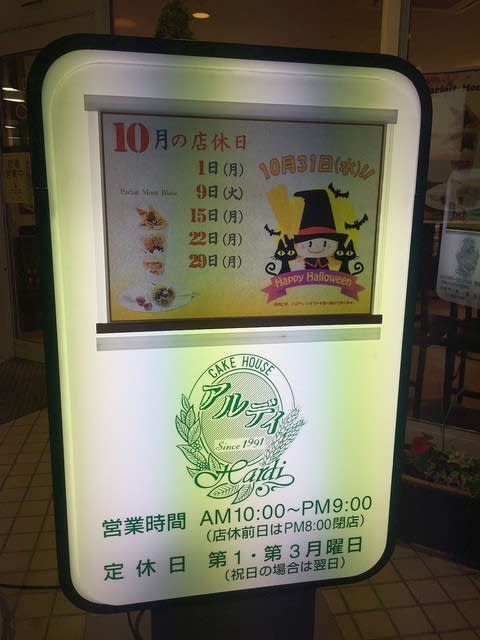 10月の店休日
1日(月)
9日(火)
15日(月)
22日(月)
29日(月)
Parfait Mont Blanc
10月31日(水)!!
Happy Halloween
CAKE HOUSE
アルディ
Since 1991
Hardi
営業時間 AM10:00～PM9:00
(店休前日はPM8:00閉店)
定休日 第1・第3月曜日
(祝日の場合は翌日)